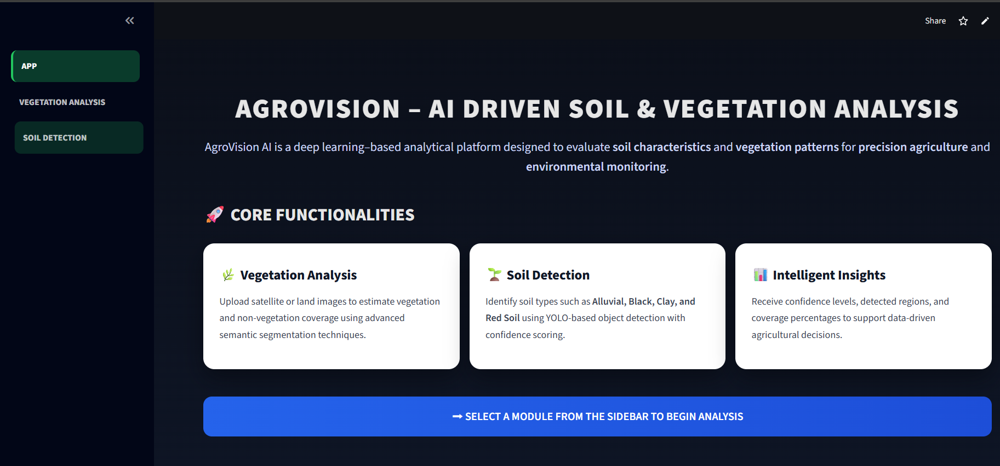 Share
APP
VEGETATION ANALYSIS
SOIL DETECTION
AGROVISION – AI DRIVEN SOIL & VEGETATION ANALYSIS
AgroVision AI is a deep learning–based analytical platform designed to evaluate soil characteristics and vegetation patterns for precision agriculture and
environmental monitoring.
🚀 CORE FUNCTIONALITIES
🌿 Vegetation Analysis
Upload satellite or land images to estimate vegetation
and non-vegetation coverage using advanced
semantic segmentation techniques.
🌱 Soil Detection
Identify soil types such as Alluvial, Black, Clay, and
Red Soil using YOLO-based object detection with
confidence scoring.
📊 Intelligent Insights
Receive confidence levels, detected regions, and
coverage percentages to support data-driven
agricultural decisions.
➞ SELECT A MODULE FROM THE SIDEBAR TO BEGIN ANALYSIS